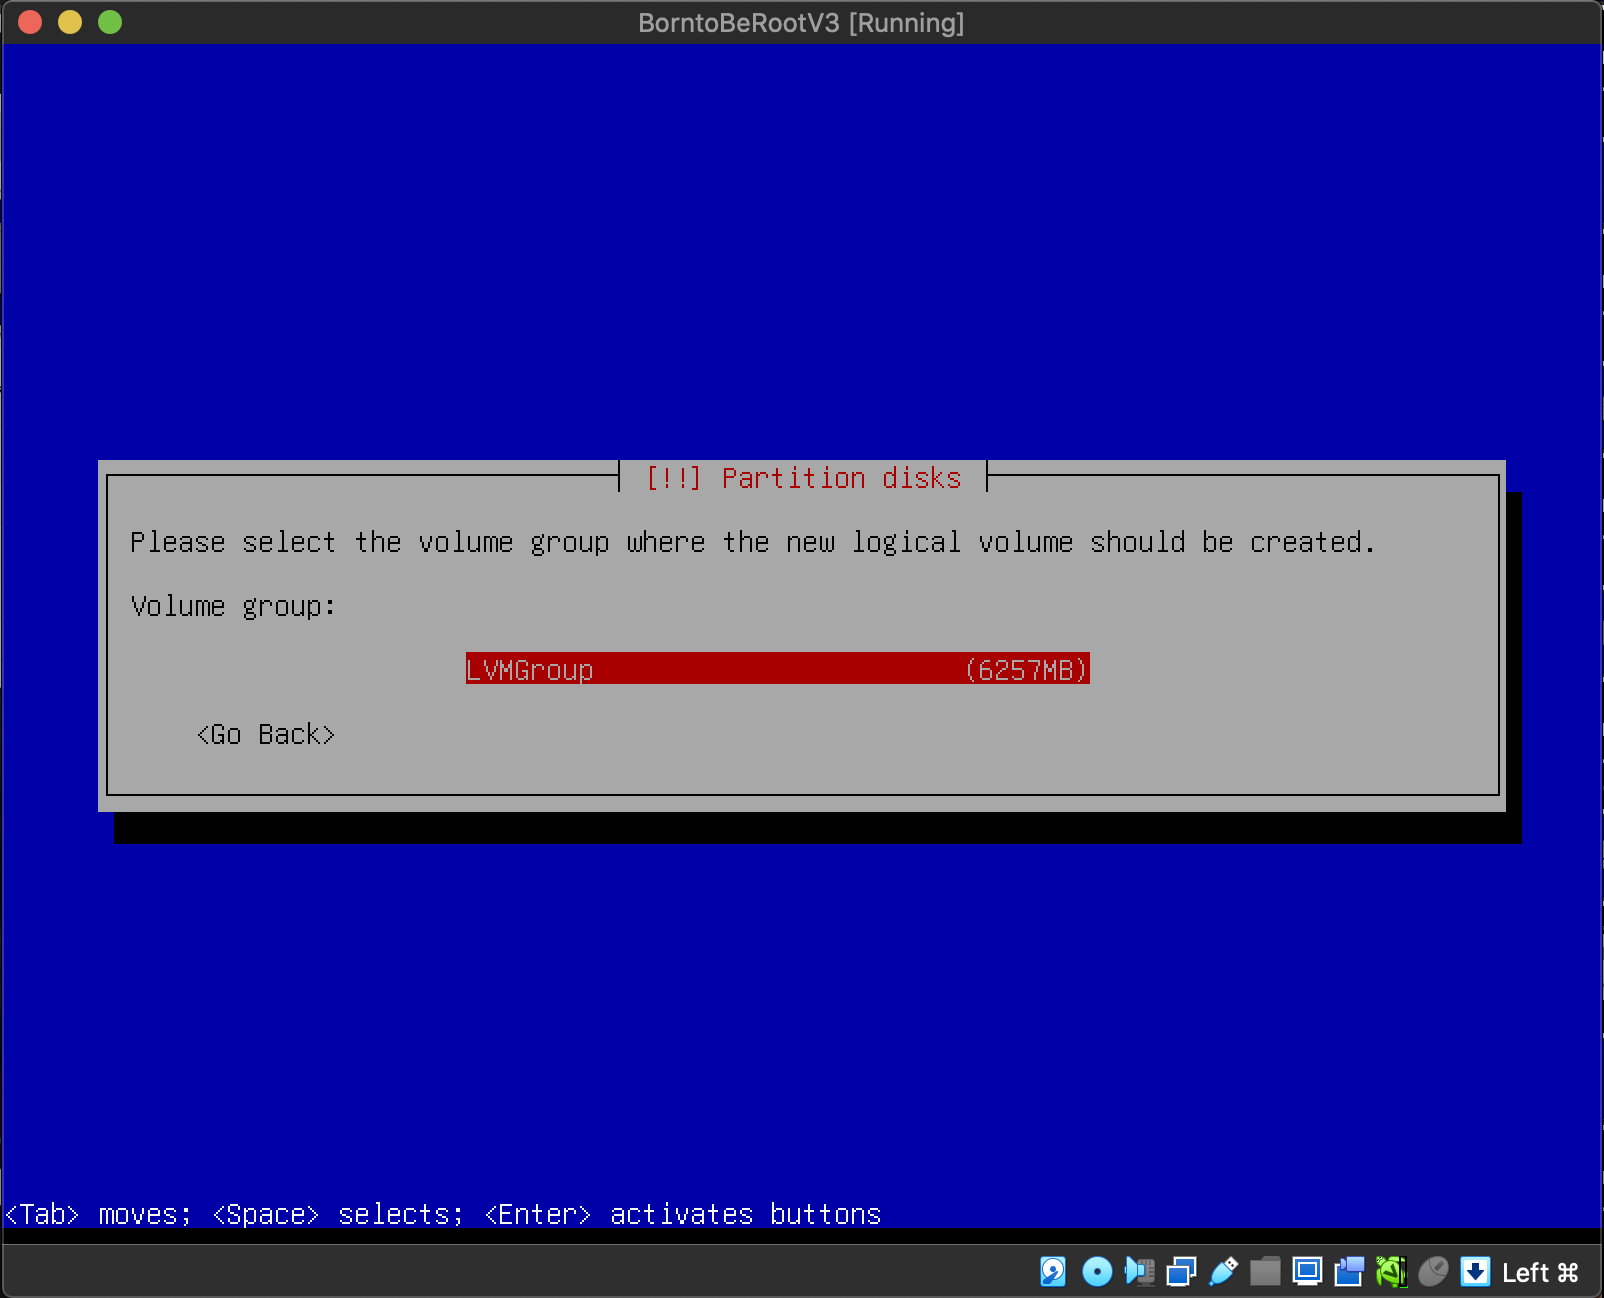 BorntoBeRootV3 [Running]
[!!] Partition disks
Please select the volume group where the new logical volume should be created.
Volume group:
LVMGroup (6257MB)
<Go Back>
<Tab> moves; <Space> selects; <Enter> activates buttons
Left ⌘